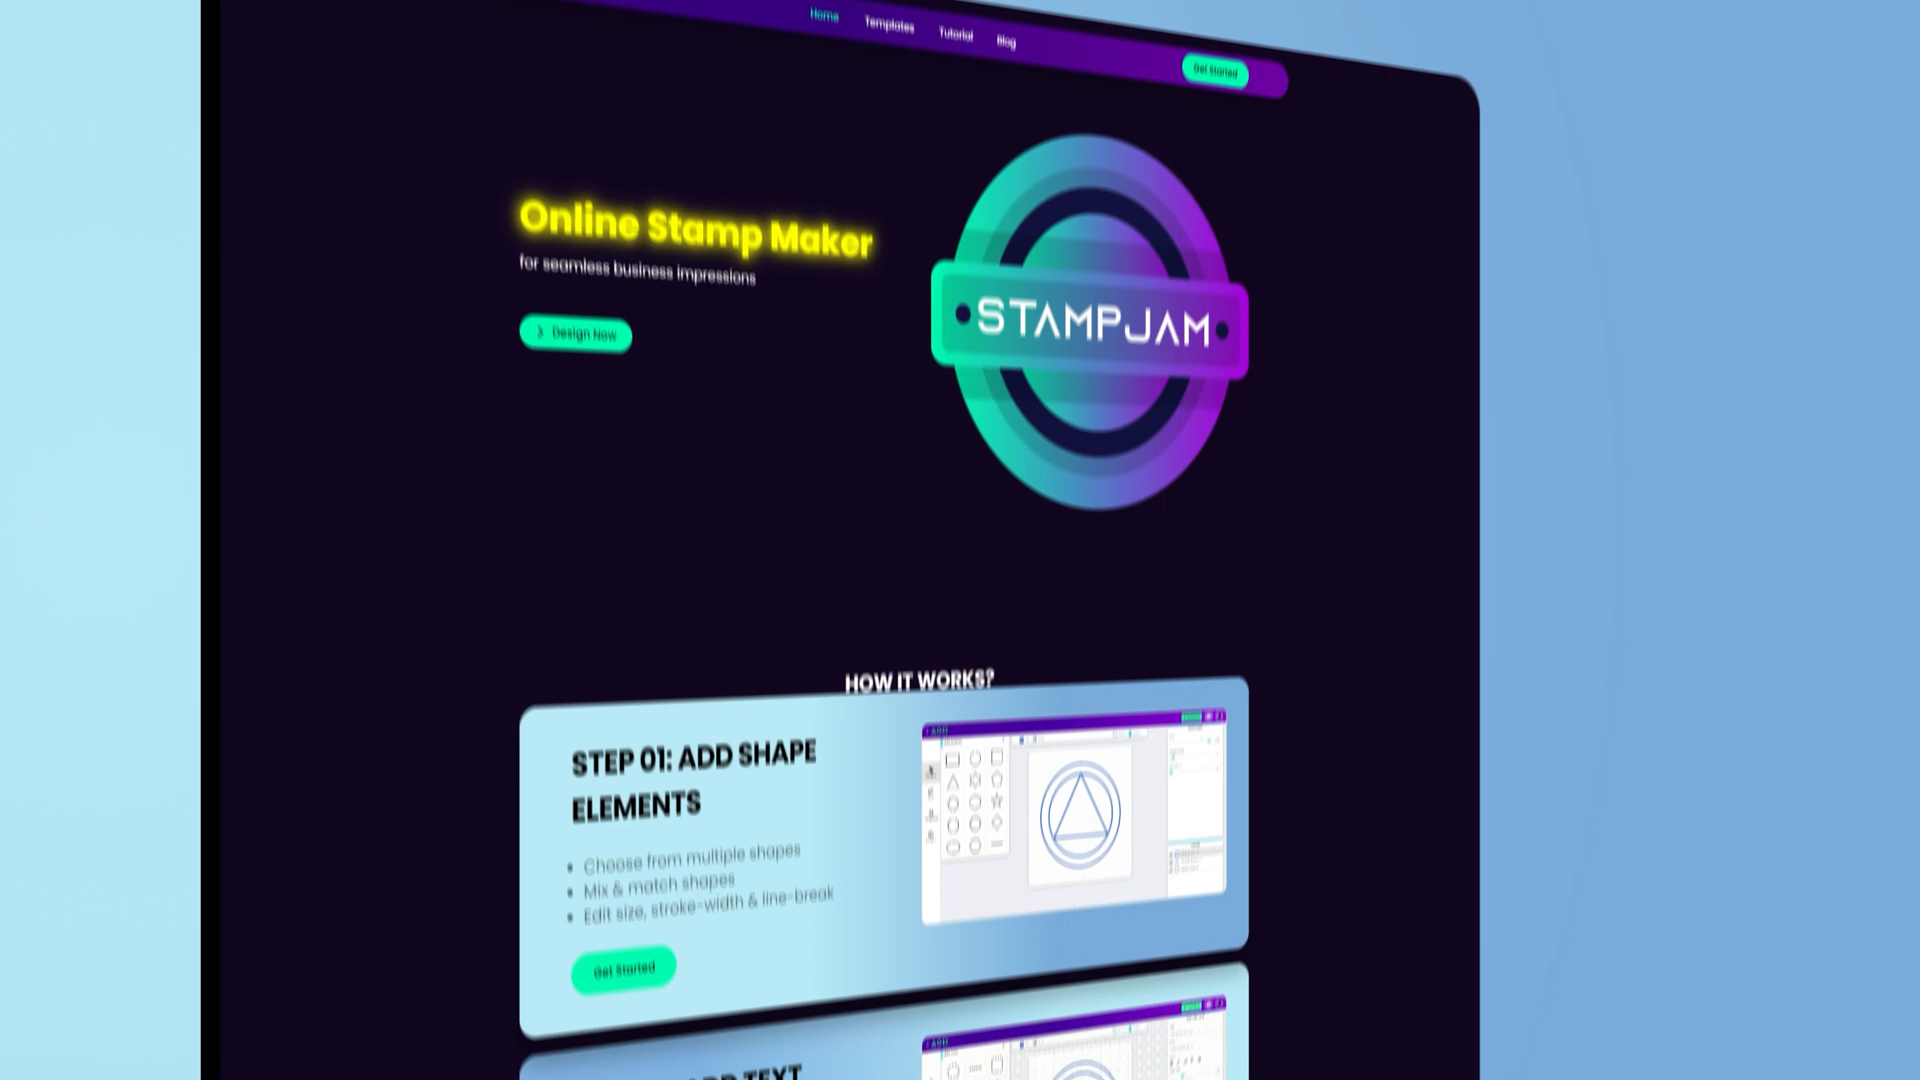 Home Templates Tutorial Blog
Get Started
Online Stamp Maker
for seamless business impressions
Design Now
STAMPJAM
HOW IT WORKS?
STEP 01: ADD SHAPE
ELEMENTS
Choose from multiple shapes
Mix & match shapes
Edit size, stroke-width & line-break
Get Started
TEXT